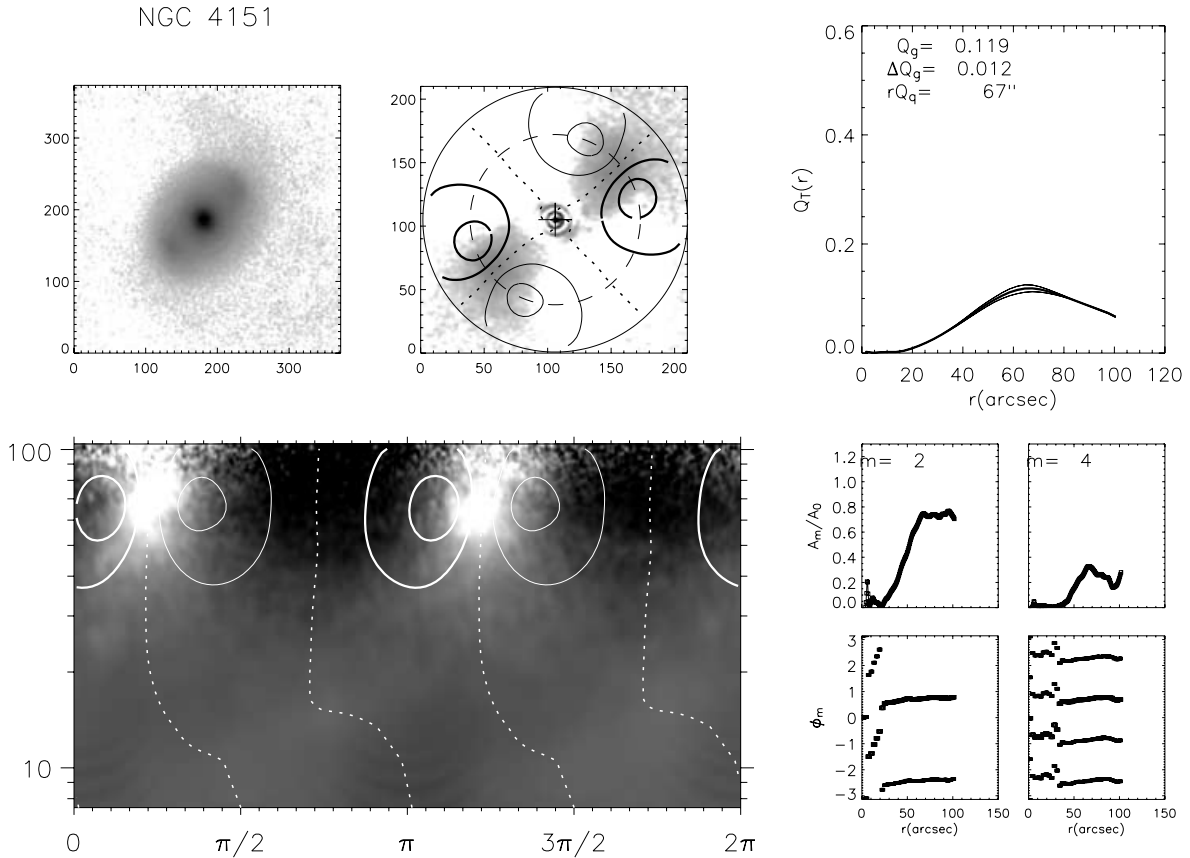 NGC 4151
300
200
100
0
0 100 200 300
200
150
100
50
0
0 50 100 150 200
Q_g= 0.119
ΔQ_g= 0.012
rQ_q= 67''
0.6
0.4
0.2
0.0
Q_T(r)
0 20 40 60 80 100 120
r(arcsec)
100
10
0 π/2 π 3π/2 2π
m= 2
m= 4
1.2
1.0
0.8
0.6
0.4
0.2
0.0
A_m/A_0
3
2
1
0
-1
-2
-3
ϕ_m
0 50 100 150
r(arcsec)
0 50 100 150
r(arcsec)